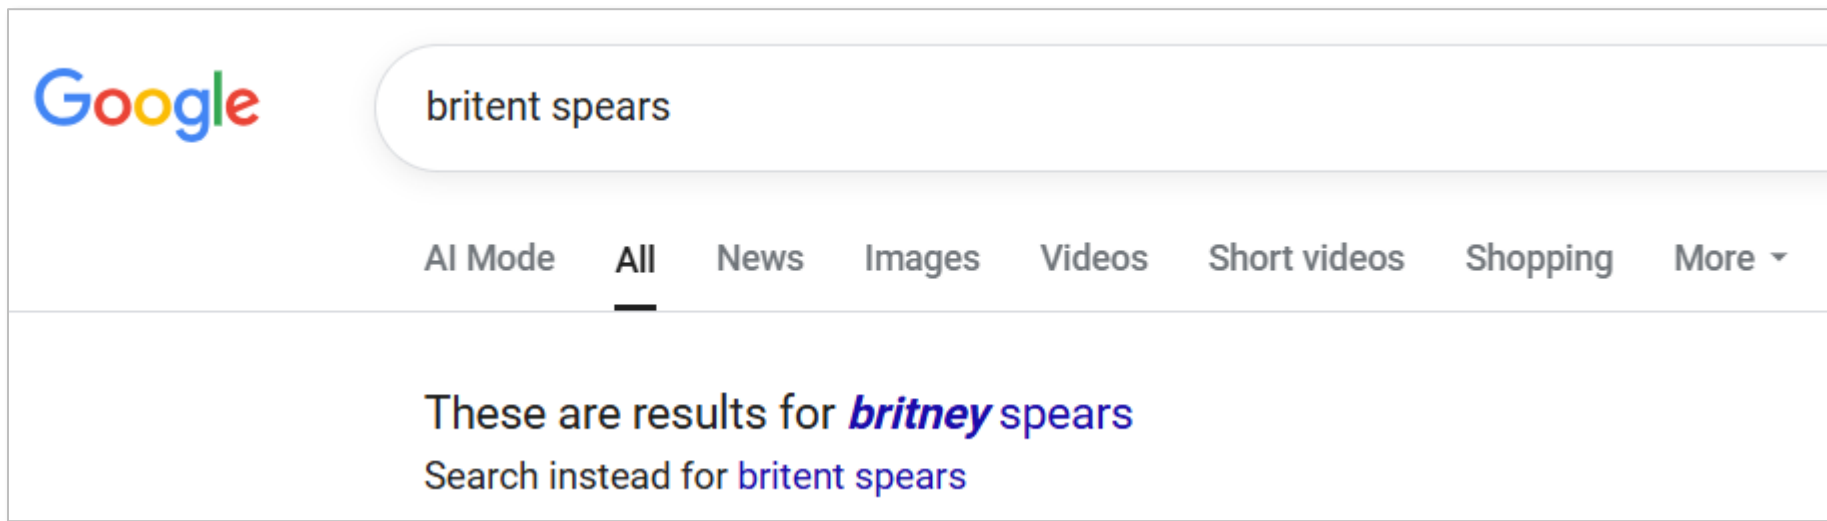 Google
britent spears
AI Mode All News Images Videos Short videos Shopping More
These are results for britney spears
Search instead for britent spears